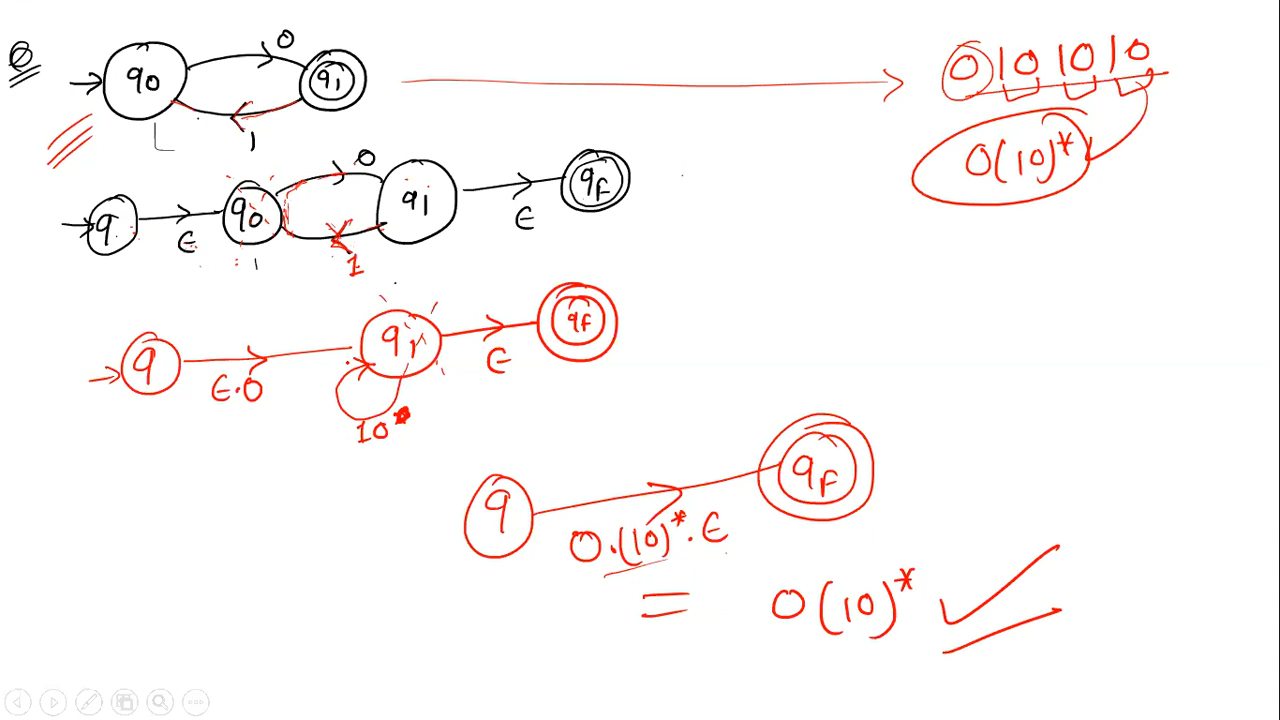 Q
q0 0 q1
1
0 10 10 10
0(10)*
q ϵ q0 0 q1 ϵ qF
1
q ϵ·0 q1 ϵ qF
10
q 0·(10)*·ϵ qF
= 0(10)*